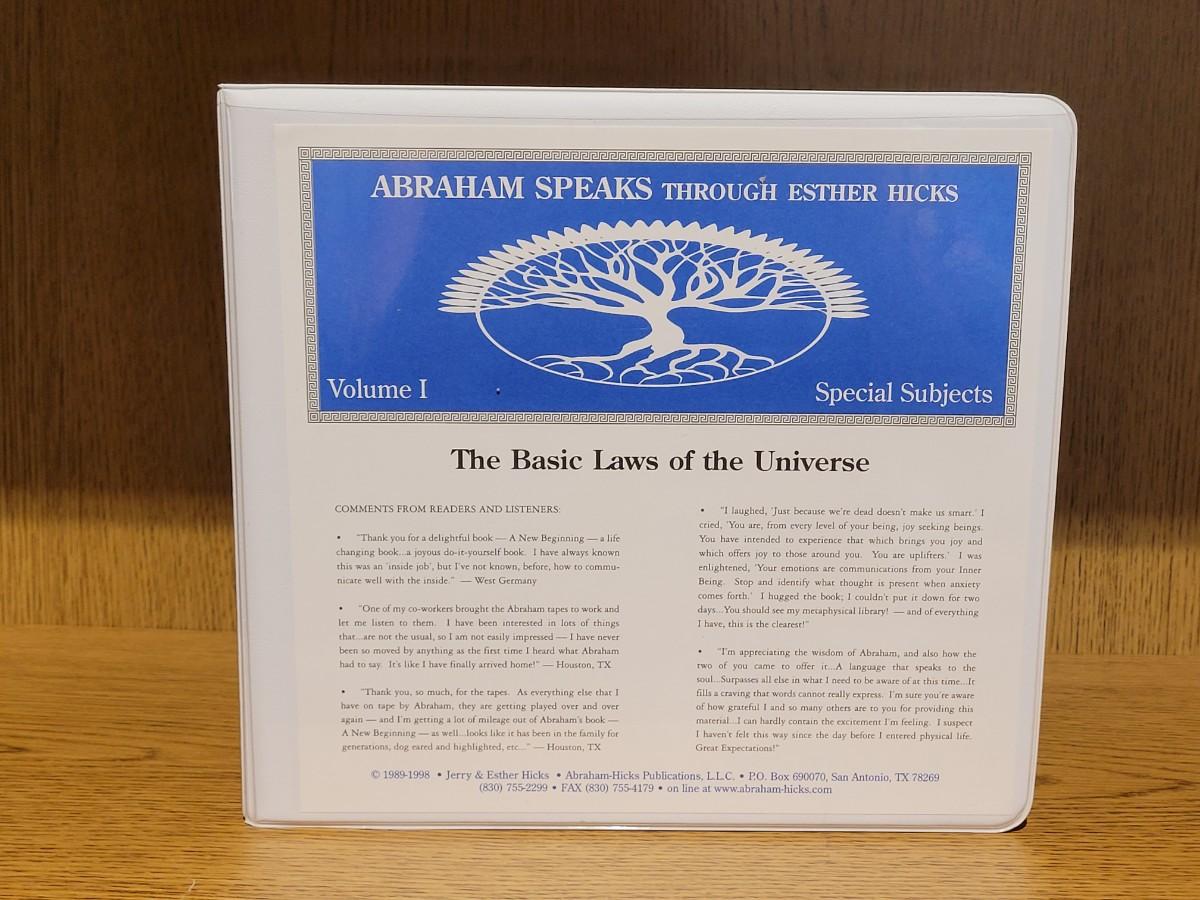 ABRAHAM SPEAKS THROUGH ESTHER HICKS
Volume I
Special Subjects
The Basic Laws of the Universe
COMMENTS FROM READERS AND LISTENERS:
• "Thank you for a delightful book — A New Beginning — a life
changing book...a joyous do-it-yourself book. I have always known
this was an 'inside job', but I've not known, before, how to commu-
nicate well with the inside." — West Germany
• "One of my co-workers brought the Abraham tapes to work and
let me listen to them. I have been interested in lots of things
that...are not the usual, so I am not easily impressed — I have never
been so moved by anything as the first time I heard what Abraham
had to say. It's like I have finally arrived home!" — Houston, TX
• "Thank you, so much, for the tapes. As everything else that I
have on tape by Abraham, they are getting played over and over
again — and I'm getting a lot of mileage out of Abraham's book —
A New Beginning — as well...looks like it has been in the family for
generations, dog eared and highlighted, etc..." — Houston, TX
• "I laughed, 'Just because we're dead doesn't make us smart.' I
cried, 'You are, from every level of your being, joy seeking beings.
You have intended to experience that which brings you joy and
which offers joy to those around you. You are uplifters.' I was
enlightened, 'Your emotions are communications from your Inner
Being. Stop and identify what thought is present when anxiety
comes forth.' I hugged the book; I couldn't put it down for two
days...You should see my metaphysical library! — and of everything
I have, this is the clearest!"
• "I'm appreciating the wisdom of Abraham, and also how the
two of you came to offer it...A language that speaks to the
soul...Surpasses all else in what I need to be aware of at this time...It
fills a craving that words cannot really express. I'm sure you're aware
of how grateful I and so many others are to you for providing this
material...I can hardly contain the excitement I'm feeling. I suspect
I haven't felt this way since the day before I entered physical life.
Great Expectations!"
© 1989-1998 • Jerry & Esther Hicks • Abraham-Hicks Publications, L.L.C. • P.O. Box 690070, San Antonio, TX 78269
(830) 755-2299 • FAX (830) 755-4179 • on line at www.abraham-hicks.com